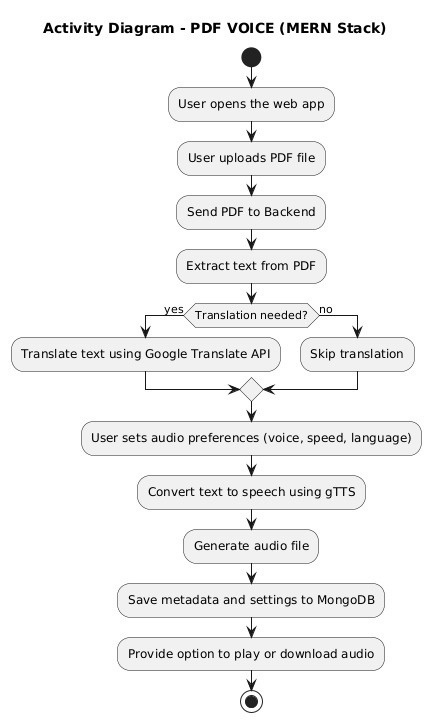 Activity Diagram - PDF VOICE (MERN Stack)
User opens the web app
User uploads PDF file
Send PDF to Backend
Extract text from PDF
yes
Translation needed?
no
Translate text using Google Translate API
Skip translation
User sets audio preferences (voice, speed, language)
Convert text to speech using gTTS
Generate audio file
Save metadata and settings to MongoDB
Provide option to play or download audio